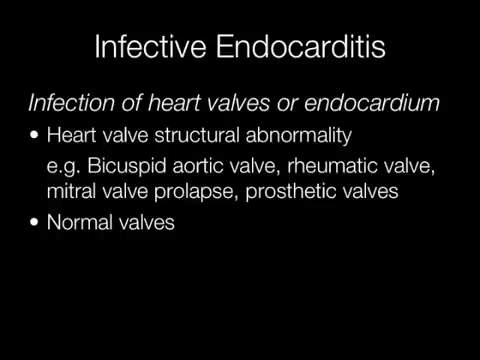 Infective Endocarditis
Infection of heart valves or endocardium
• Heart valve structural abnormality
e.g. Bicuspid aortic valve, rheumatic valve,
mitral valve prolapse, prosthetic valves
• Normal valves